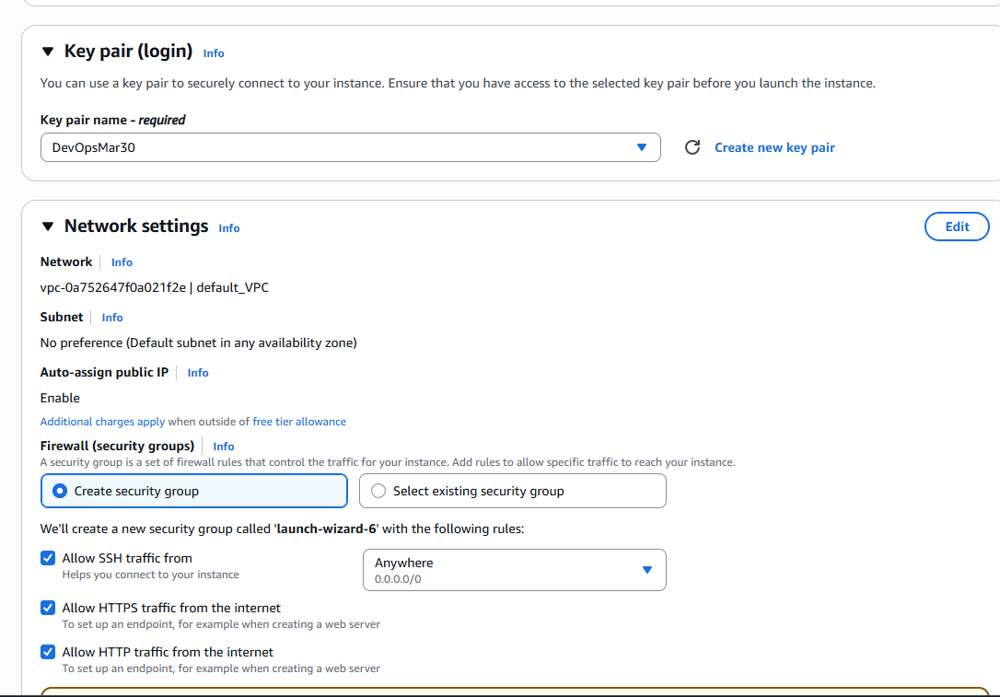 Key pair (login) Info
You can use a key pair to securely connect to your instance. Ensure that you have access to the selected key pair before you launch the instance.
Key pair name - required
DevOpsMar30
Create new key pair
Network settings Info
Edit
Network Info
vpc-0a752647f0a021f2e | default_VPC
Subnet Info
No preference (Default subnet in any availability zone)
Auto-assign public IP Info
Enable
Additional charges apply when outside of free tier allowance
Firewall (security groups) Info
A security group is a set of firewall rules that control the traffic for your instance. Add rules to allow specific traffic to reach your instance.
Create security group
Select existing security group
We'll create a new security group called 'launch-wizard-6' with the following rules:
Allow SSH traffic from
Helps you connect to your instance
Anywhere
0.0.0.0/0
Allow HTTPS traffic from the internet
To set up an endpoint, for example when creating a web server
Allow HTTP traffic from the internet
To set up an endpoint, for example when creating a web server